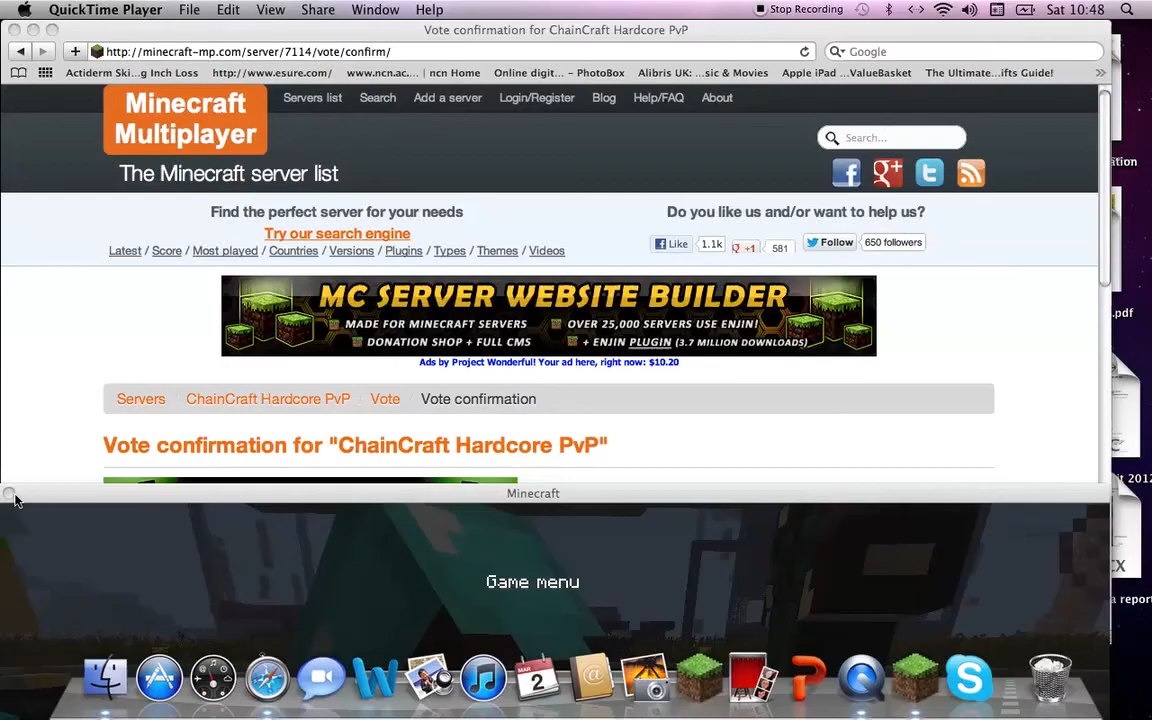 QuickTime Player File Edit View Share Window Help Stop Recording Sat 10:48
Vote confirmation for ChainCraft Hardcore PvP
http://minecraft-mp.com/server/7114/vote/confirm/ Google
Actiderm Ski...g Inch Loss http://www.esure.com/ www.ncn.ac... | ncn Home Online digit... - PhotoBox Alibris UK: ...sic & Movies Apple iPad ...ValueBasket The Ultimate...ifts Guide!
Minecraft
Multiplayer
Servers list Search Add a server Login/Register Blog Help/FAQ About
Search...
The Minecraft server list
Find the perfect server for your needs
Try our search engine
Latest / Score / Most played / Countries / Versions / Plugins / Types / Themes / Videos
Do you like us and/or want to help us?
Like 1.1k +1 581 Follow 650 followers
MC SERVER WEBSITE BUILDER
MADE FOR MINECRAFT SERVERS OVER 25,000 SERVERS USE ENJIN!
DONATION SHOP + FULL CMS + ENJIN PLUGIN (3.7 MILLION DOWNLOADS)
Ads by Project Wonderful! Your ad here, right now: $10.20
Servers ChainCraft Hardcore PvP Vote Vote confirmation
Vote confirmation for "ChainCraft Hardcore PvP"
Minecraft
Game menu
MAR
2
.pdf